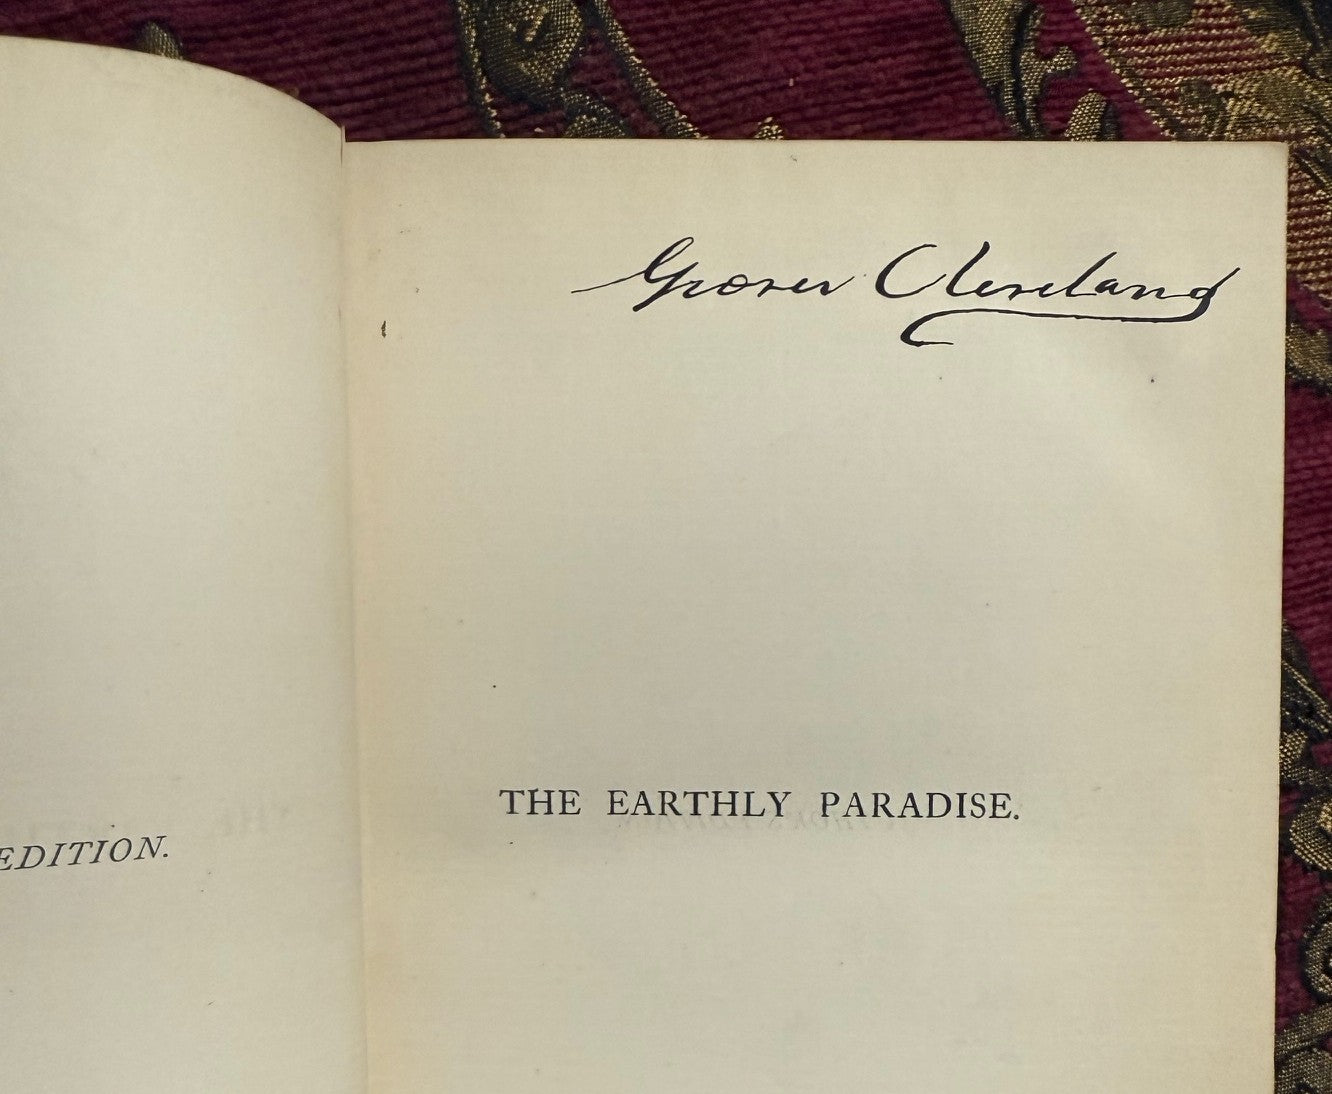 Grover Cleveland
THE EARTHLY PARADISE.
EDITION.